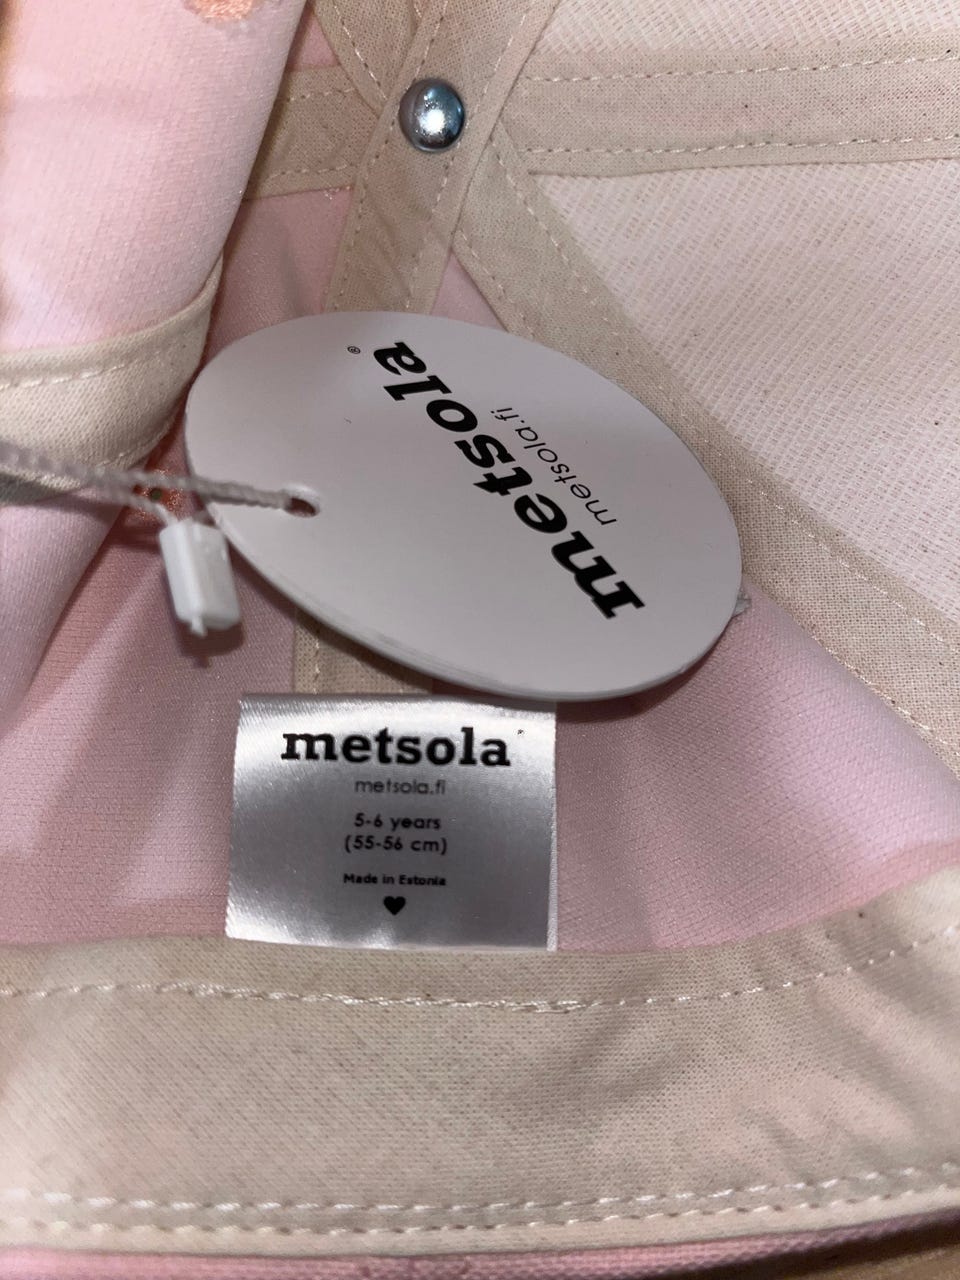 metsola®
metsola.fi
metsola®
metsola.fi
5-6 years
(55-56 cm)
Made in Estonia
♥